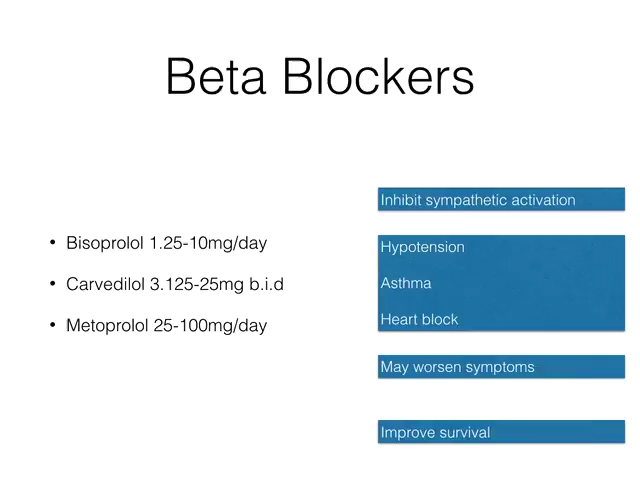 Beta Blockers
• Bisoprolol 1.25-10mg/day
• Carvedilol 3.125-25mg b.i.d
• Metoprolol 25-100mg/day
Inhibit sympathetic activation
Hypotension
Asthma
Heart block
May worsen symptoms
Improve survival